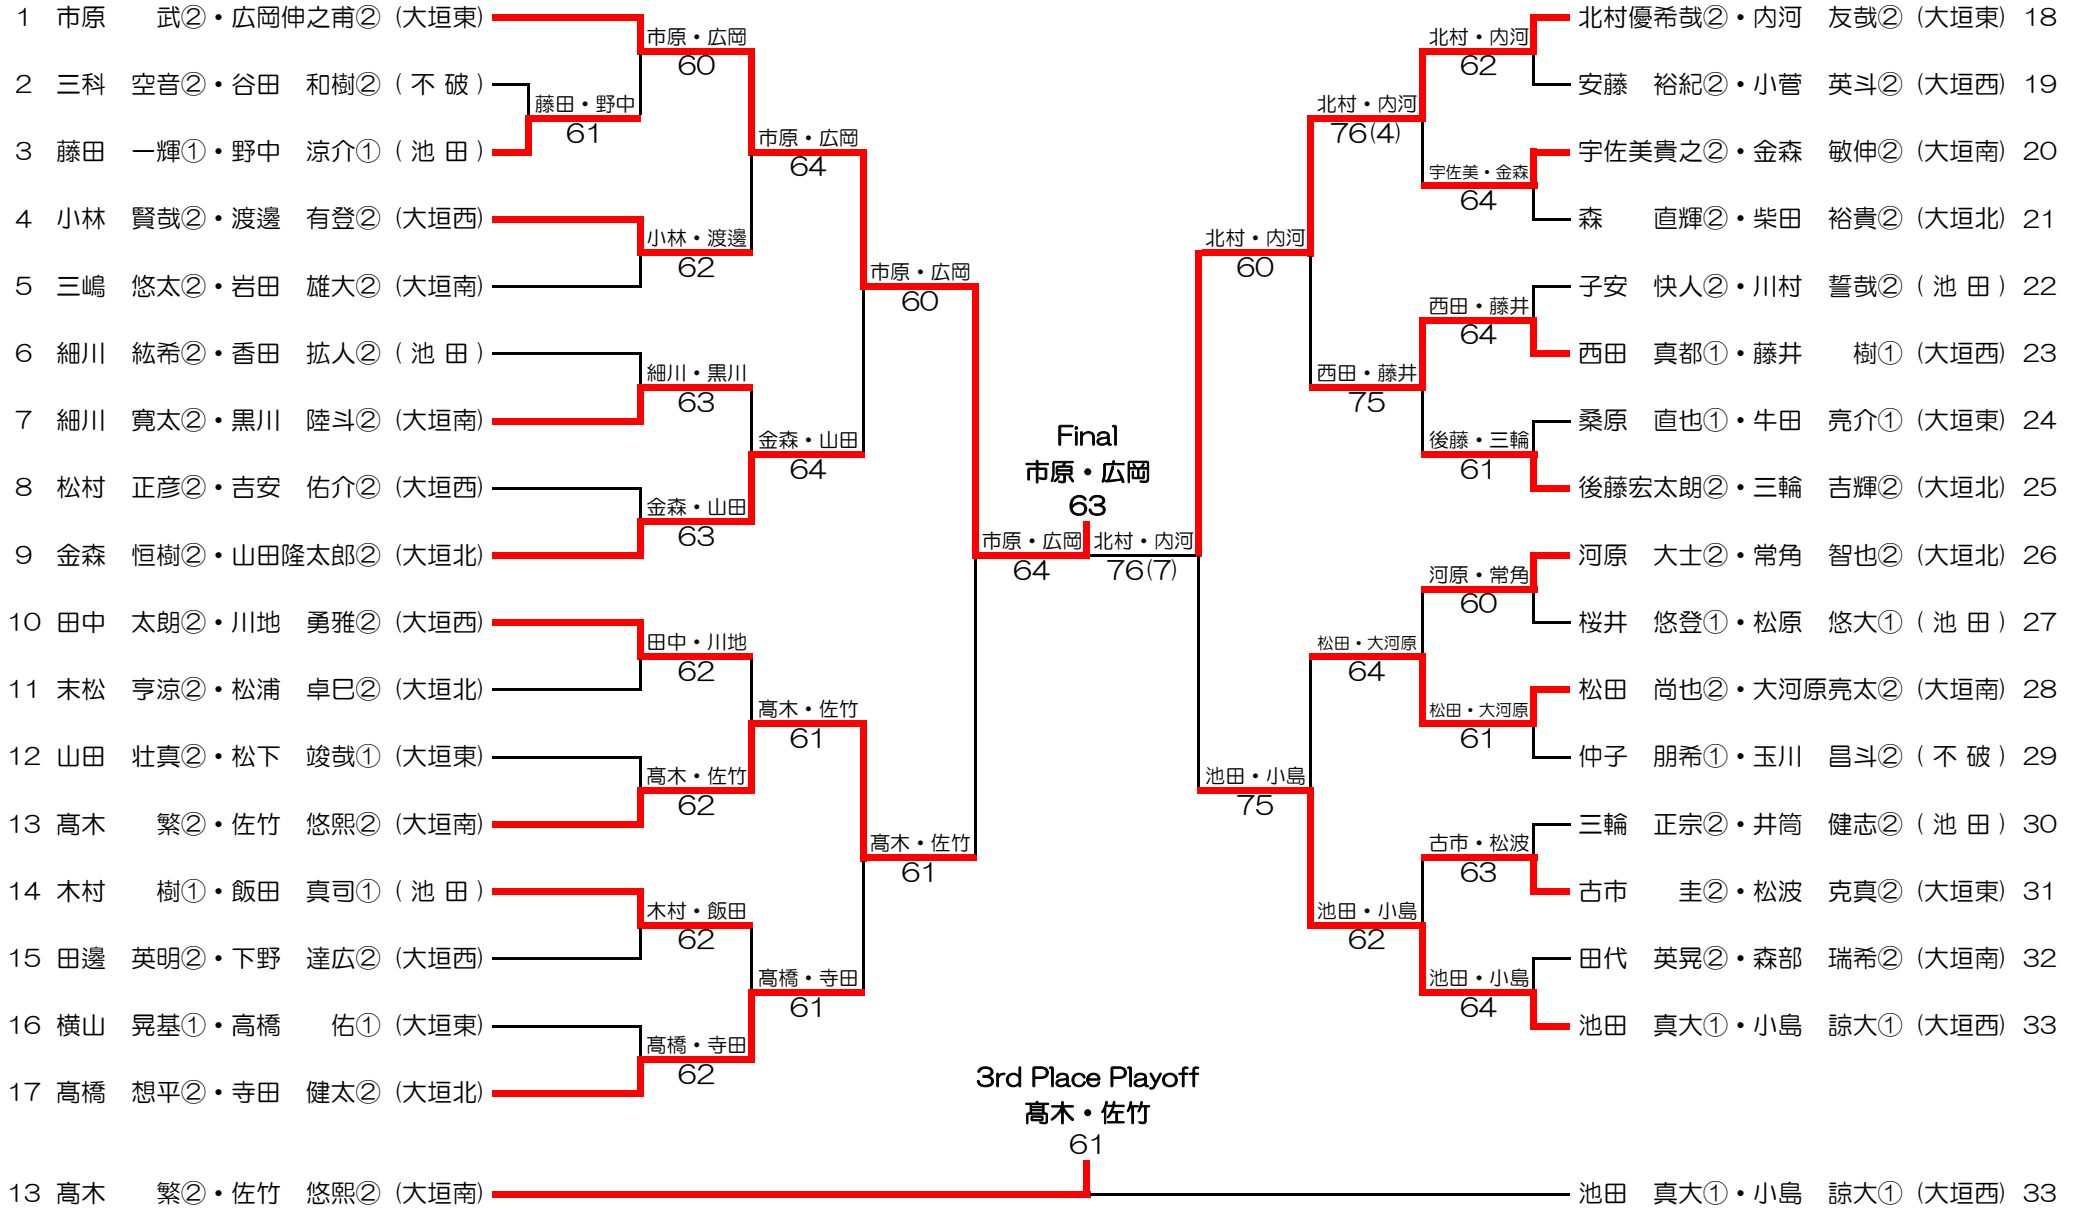 1 市原　　武②・広岡伸之甫② (大垣東)
2 三科　空音②・谷田　和樹② ( 不 破 )
3 藤田　一輝①・野中　涼介① ( 池 田 )
4 小林　賢哉②・渡邊　有登② (大垣西)
5 三嶋　悠太②・岩田　雄大② (大垣南)
6 細川　紘希②・香田　拡人② ( 池 田 )
7 細川　寛太②・黒川　陸斗② (大垣南)
8 松村　正彦②・吉安　佑介② (大垣西)
9 金森　恒樹②・山田隆太郎② (大垣北)
10 田中　太朗②・川地　勇雅② (大垣西)
11 末松　亨涼②・松浦　卓巳② (大垣北)
12 山田　壮真②・松下　竣哉① (大垣東)
13 髙木　　繁②・佐竹　悠熙② (大垣南)
14 木村　　樹①・飯田　真司① ( 池 田 )
15 田邊　英明②・下野　達広② (大垣西)
16 横山　晃基①・高橋　　佑① (大垣東)
17 髙橋　想平②・寺田　健太② (大垣北)
藤田・野中
61
市原・広岡
60
小林・渡邊
62
細川・黒川
63
金森・山田
63
田中・川地
62
髙木・佐竹
62
木村・飯田
62
髙橋・寺田
62
市原・広岡
64
金森・山田
64
髙木・佐竹
61
髙橋・寺田
61
市原・広岡
60
髙木・佐竹
61
市原・広岡
64
Final
市原・広岡
63
北村・内河
76(7)
北村・内河
60
池田・小島
75
北村・内河
76(4)
西田・藤井
75
松田・大河原
64
池田・小島
62
北村・内河
62
宇佐美・金森
64
西田・藤井
64
後藤・三輪
61
河原・常角
60
松田・大河原
61
古市・松波
63
池田・小島
64
北村優希哉②・内河　友哉② (大垣東) 18
安藤　裕紀②・小菅　英斗② (大垣西) 19
宇佐美貴之②・金森　敏伸② (大垣南) 20
森　　直輝②・柴田　裕貴② (大垣北) 21
子安　快人②・川村　誓哉② ( 池 田 ) 22
西田　真都①・藤井　　樹① (大垣西) 23
桑原　直也①・牛田　亮介① (大垣東) 24
後藤宏太朗②・三輪　吉輝② (大垣北) 25
河原　大士②・常角　智也② (大垣北) 26
桜井　悠登①・松原　悠大① ( 池 田 ) 27
松田　尚也②・大河原亮太② (大垣南) 28
仲子　朋希①・玉川　昌斗② ( 不 破 ) 29
三輪　正宗②・井筒　健志② ( 池 田 ) 30
古市　　圭②・松波　克真② (大垣東) 31
田代　英晃②・森部　瑞希② (大垣南) 32
池田　真大①・小島　諒大① (大垣西) 33
3rd Place Playoff
髙木・佐竹
61
13 髙木　　繁②・佐竹　悠熙② (大垣南)
池田　真大①・小島　諒大① (大垣西) 33